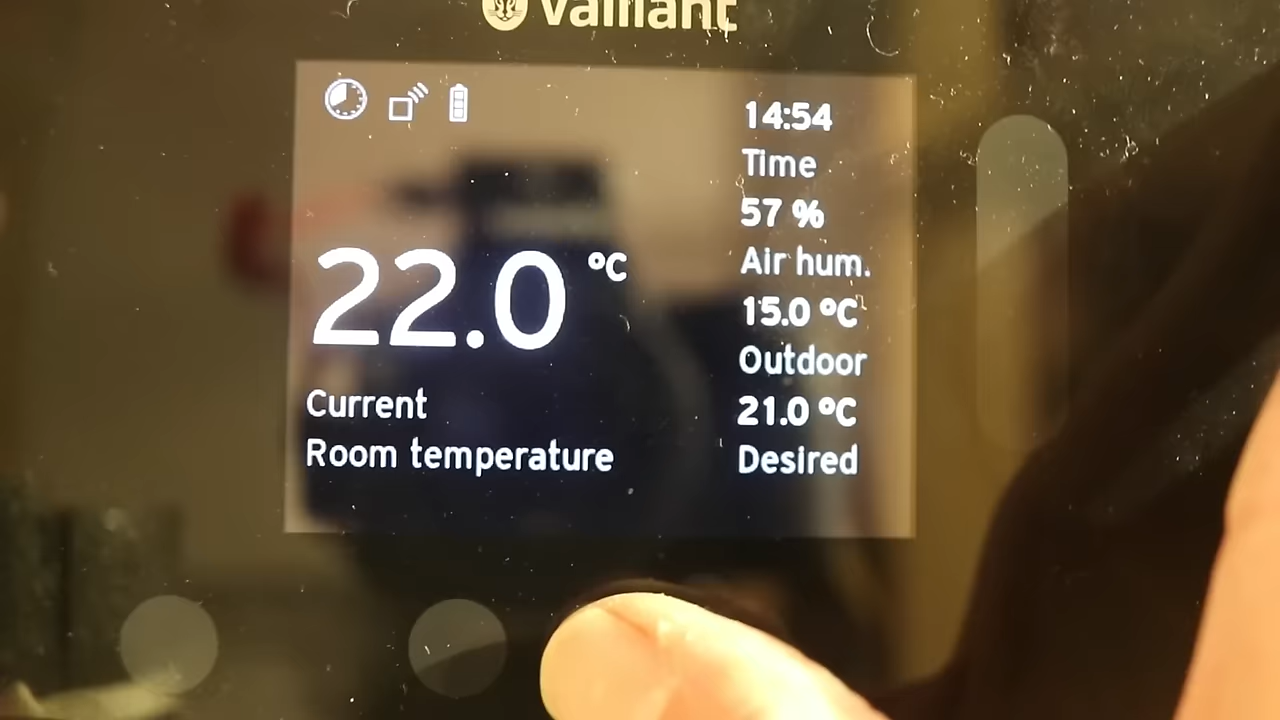 Vaillant
14:54
Time
57 %
Air hum.
15.0 °C
Outdoor
21.0 °C
Desired
22.0 °C
Current
Room temperature